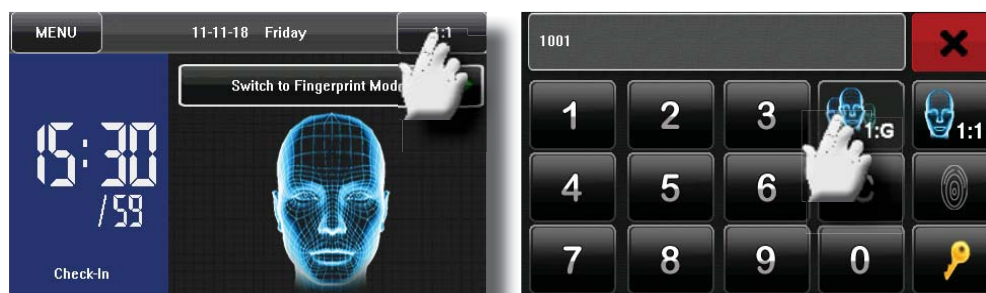 MENU
11-11-18 Friday
1:1
Switch to Fingerprint Mode
15:30
/59
Check-In
1001
1
2
3
1:G
1:1
4
5
6
C
7
8
9
0